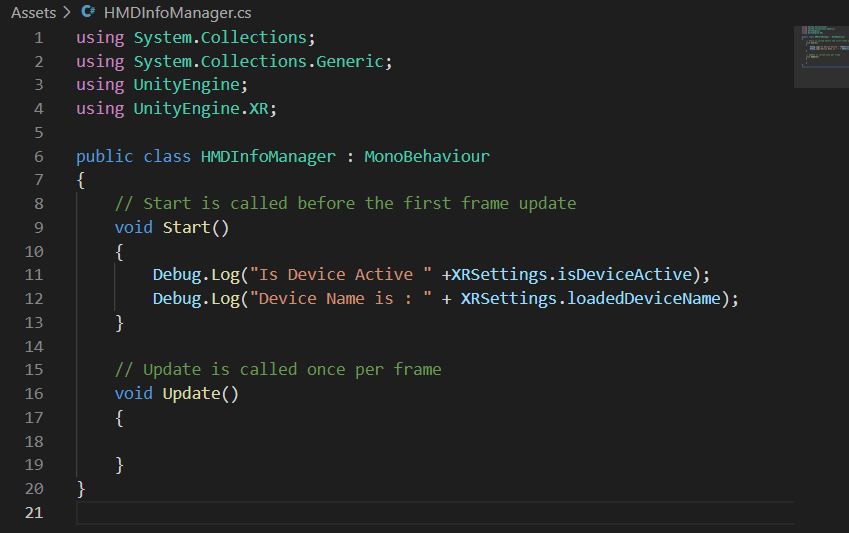 Assets > C# HMDInfoManager.cs
1 using System.Collections;
2 using System.Collections.Generic;
3 using UnityEngine;
4 using UnityEngine.XR;
5
6 public class HMDInfoManager : MonoBehaviour
7 {
8     // Start is called before the first frame update
9     void Start()
10     {
11         Debug.Log("Is Device Active " +XRSettings.isDeviceActive);
12         Debug.Log("Device Name is : " + XRSettings.loadedDeviceName);
13     }
14
15     // Update is called once per frame
16     void Update()
17     {
18
19     }
20 }
21